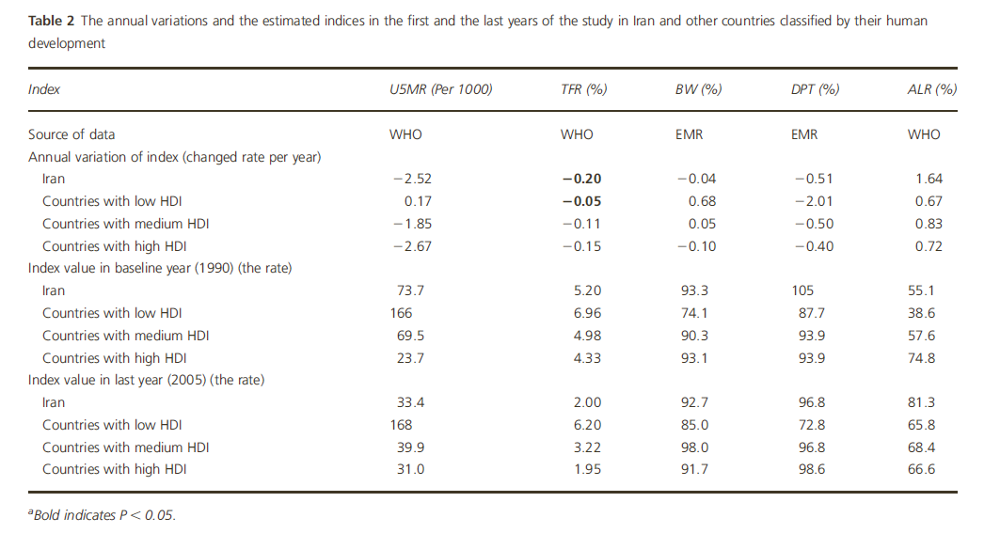 Table 2 The annual variations and the estimated indices in the first and the last years of the study in Iran and other countries classified by their human
development
Index U5MR (Per 1000) TFR (%) BW (%) DPT (%) ALR (%)
Source of data WHO WHO EMR EMR WHO
Annual variation of index (changed rate per year)
Iran −2.52 −0.20 −0.04 −0.51 1.64
Countries with low HDI 0.17 −0.05 0.68 −2.01 0.67
Countries with medium HDI −1.85 −0.11 0.05 −0.50 0.83
Countries with high HDI −2.67 −0.15 −0.10 −0.40 0.72
Index value in baseline year (1990) (the rate)
Iran 73.7 5.20 93.3 105 55.1
Countries with low HDI 166 6.96 74.1 87.7 38.6
Countries with medium HDI 69.5 4.98 90.3 93.9 57.6
Countries with high HDI 23.7 4.33 93.1 93.9 74.8
Index value in last year (2005) (the rate)
Iran 33.4 2.00 92.7 96.8 81.3
Countries with low HDI 168 6.20 85.0 72.8 65.8
Countries with medium HDI 39.9 3.22 98.0 96.8 68.4
Countries with high HDI 31.0 1.95 91.7 98.6 66.6
aBold indicates P < 0.05.